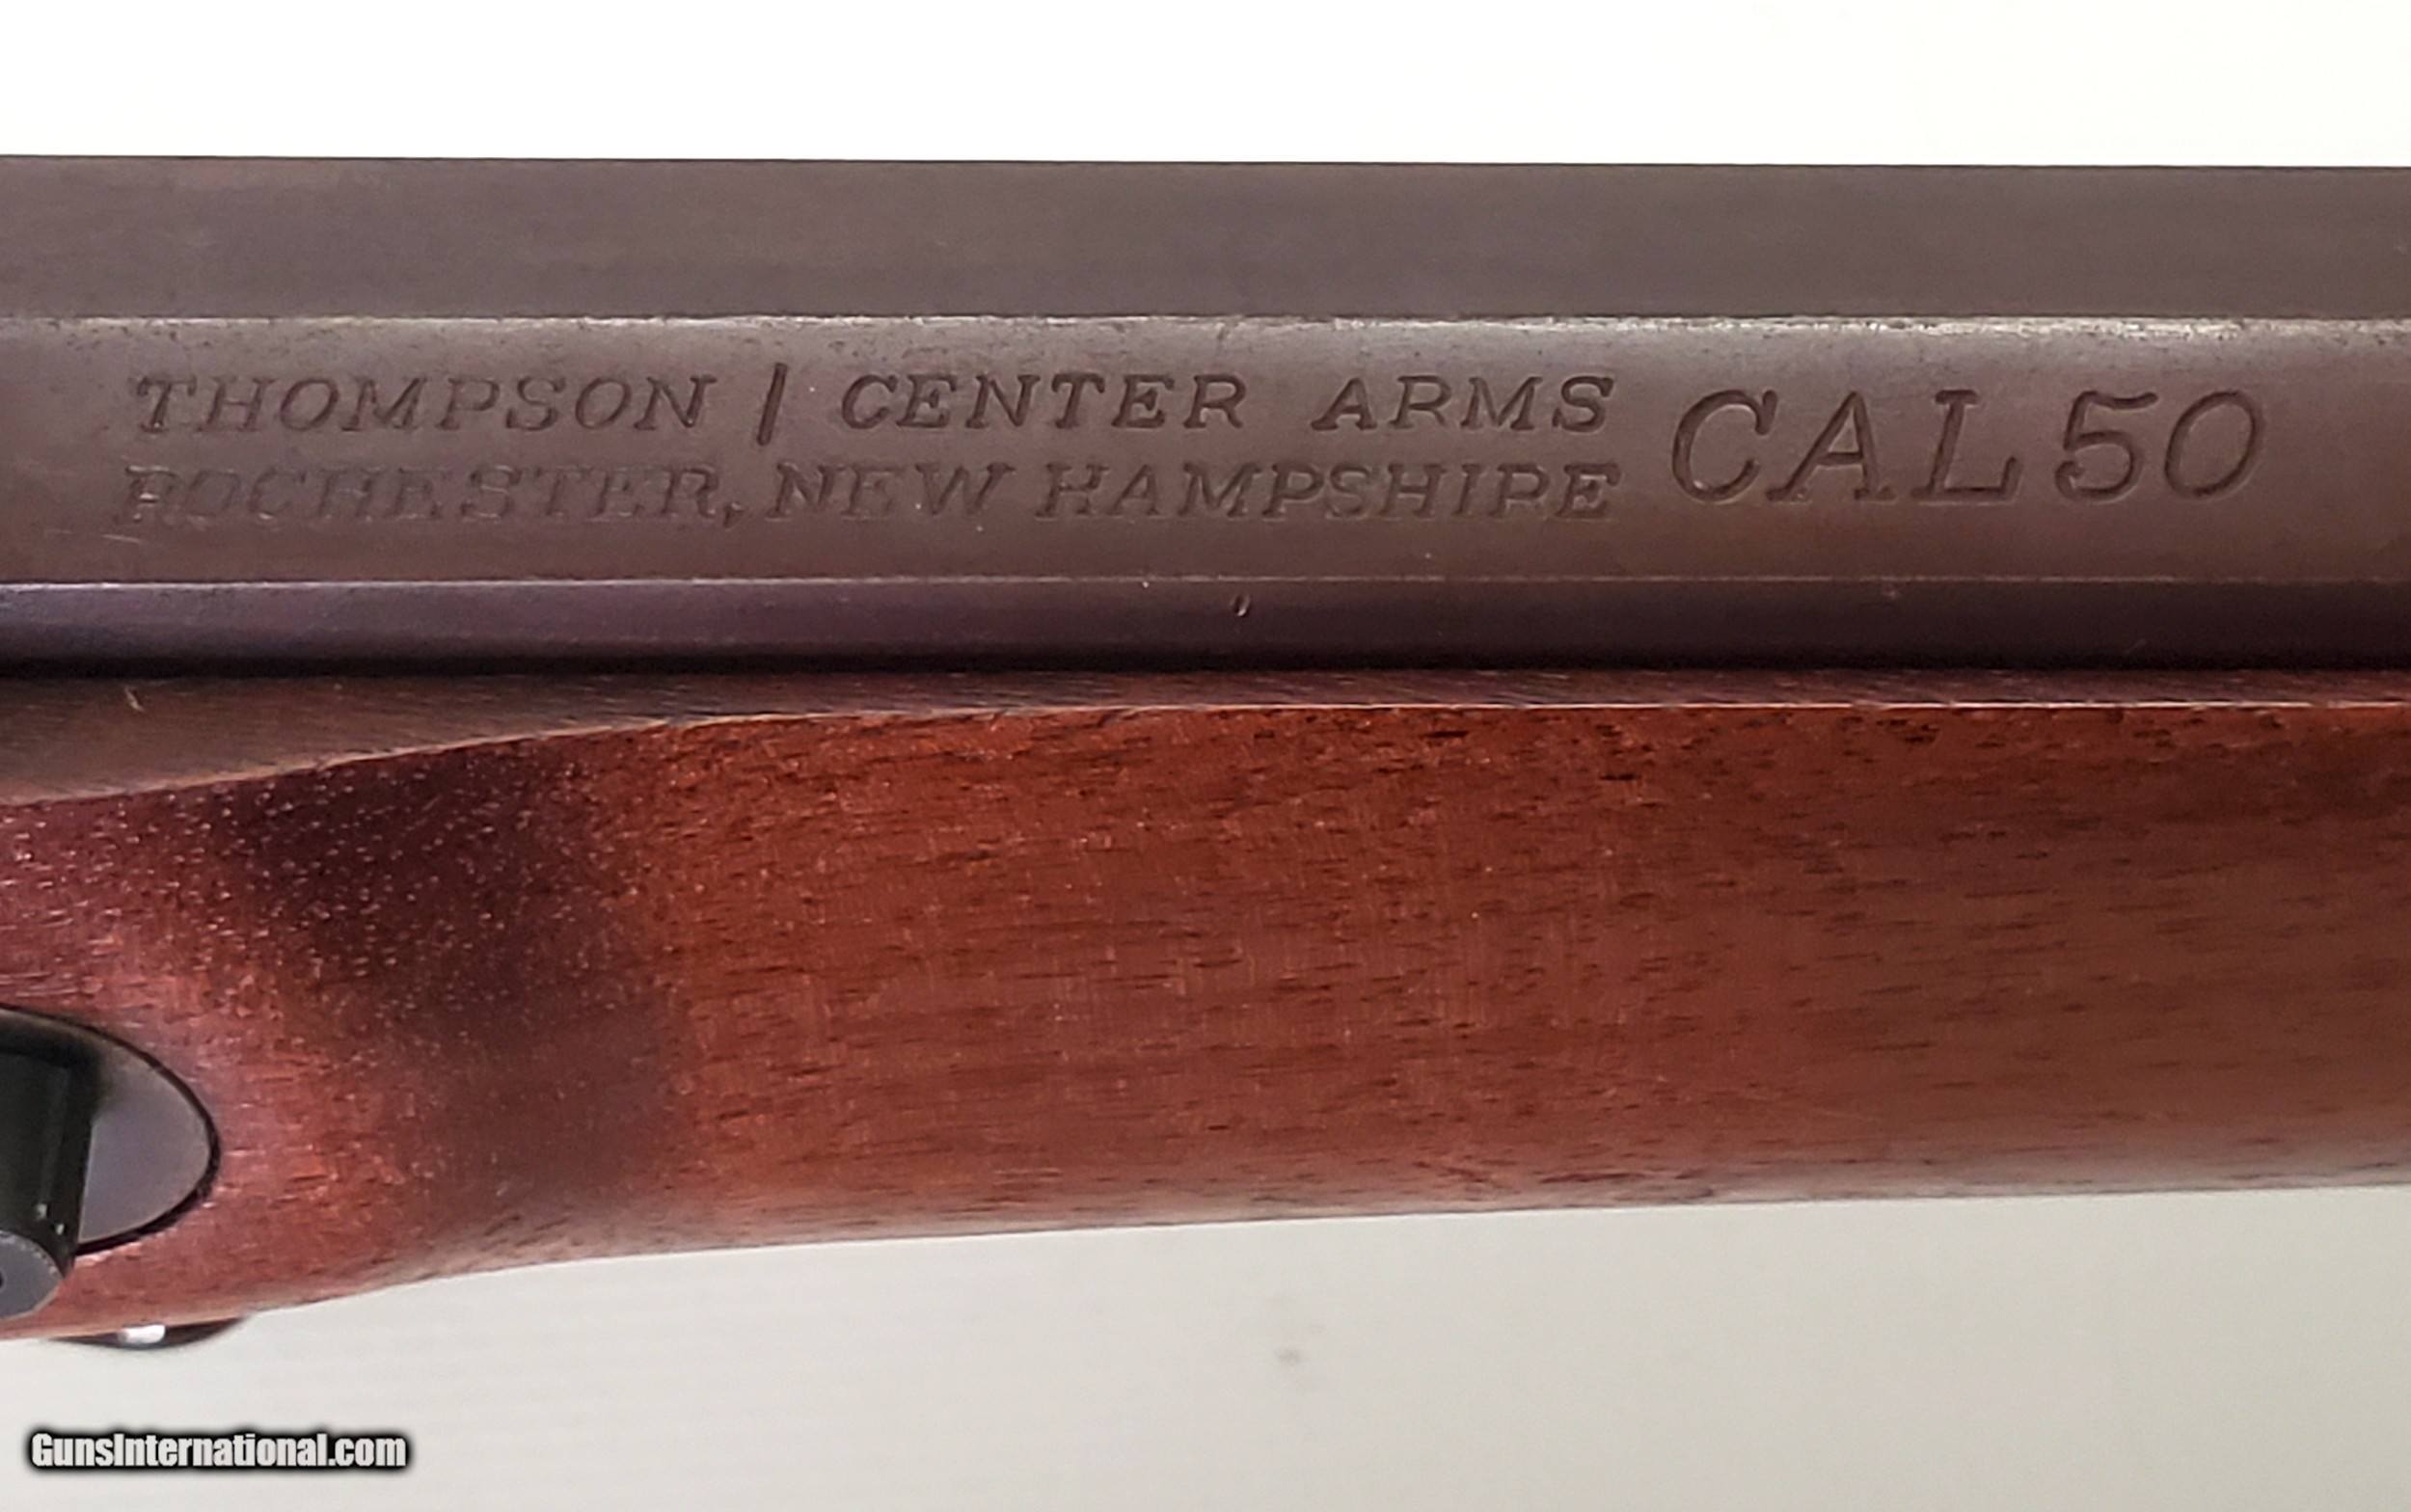 THOMPSON / CENTER ARMS
ROCHESTER, NEW HAMPSHIRE
CAL 50
GunsInternational.com